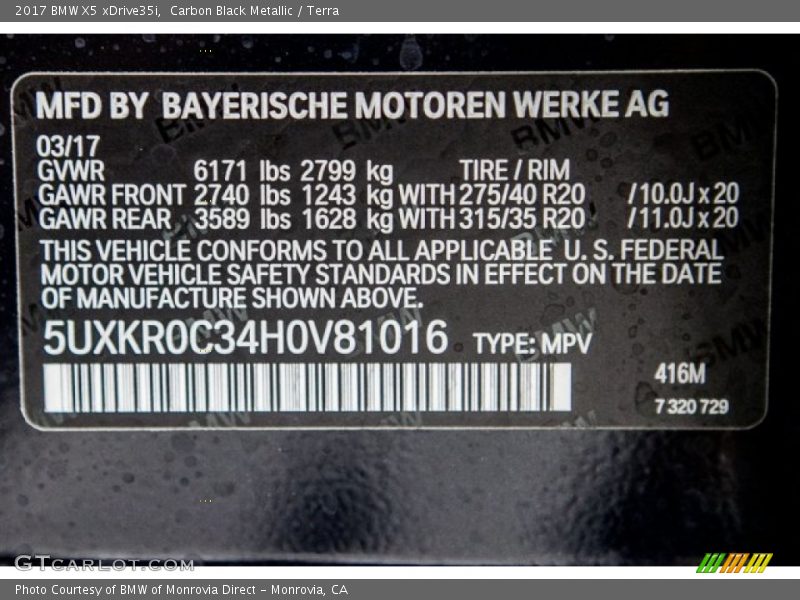 2017 BMW X5 xDrive35i, Carbon Black Metallic / Terra
MFD BY BAYERISCHE MOTOREN WERKE AG
03/17
GVWR 6171 lbs 2799 kg TIRE / RIM
GAWR FRONT 2740 lbs 1243 kg WITH 275/40 R20 /10.0J x 20
GAWR REAR 3589 lbs 1628 kg WITH 315/35 R20 /11.0J x 20
THIS VEHICLE CONFORMS TO ALL APPLICABLE U. S. FEDERAL
MOTOR VEHICLE SAFETY STANDARDS IN EFFECT ON THE DATE
OF MANUFACTURE SHOWN ABOVE.
5UXKR0C34H0V81016 TYPE: MPV
416M
7 320 729
GTCARLOT.COM
Photo Courtesy of BMW of Monrovia Direct - Monrovia, CA